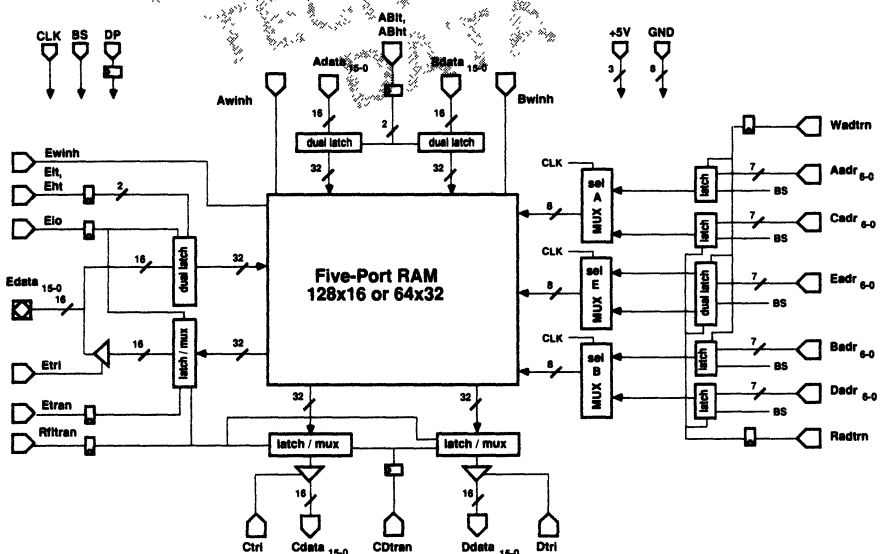 CLK BS DP
ABlt,
ABht
+5V GND
3 8
Adata 15-0
Bdata 15-0
Awinh
Bwinh
16 2 16
dual latch dual latch
32 32
Wadtrn
Ewinh
Elt,
Eht
2
Elo
Edata 15-0
16
16
dual latch
32
16
latch / mux
32
Etri
Etran
Rfltran
Five-Port RAM
128x16 or 64x32
CLK
sel A MUX
8
latch
7
Aadr 6-0
BS
latch
7
Cadr 6-0
BS
CLK
sel E MUX
8
dual latch
7
Eadr 6-0
BS
CLK
sel B MUX
8
latch
7
Badr 6-0
BS
latch
7
Dadr 6-0
BS
Radtrn
32 32
latch / mux latch / mux
16 16
Ctri Cdata 15-0 CDtran Ddata 15-0 Dtri